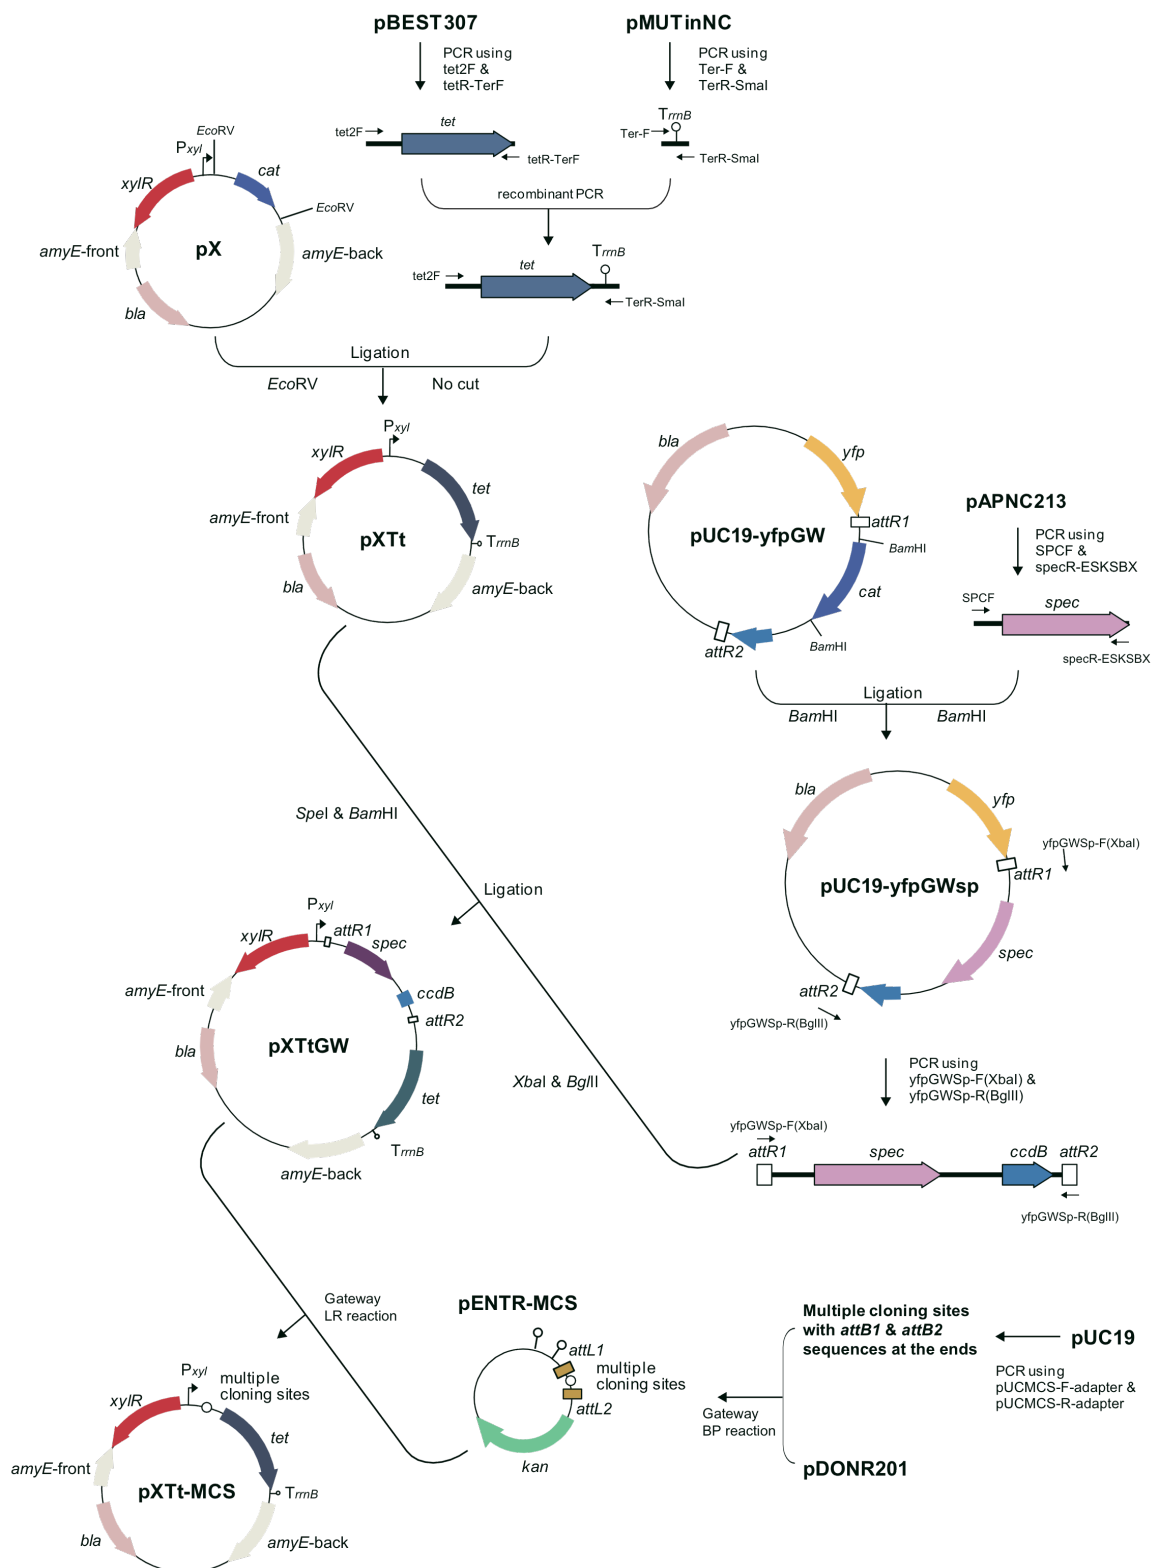 pBEST307
pMUTinNC
PCR using
tet2F &
tetR-TerF
PCR using
Ter-F &
TerR-SmaI
tet2F
tet
tetR-TerF
TrrnB
Ter-F
TerR-SmaI
recombinant PCR
EcoRV
Pxyl
cat
xylR
EcoRV
pX
amyE-front
amyE-back
bla
tet2F
tet
TrrnB
TerR-SmaI
Ligation
EcoRV
No cut
Pxyl
xylR
tet
amyE-front
pXTt
TrrnB
bla
amyE-back
bla
yfp
attR1
pUC19-yfpGW
BamHI
cat
attR2
BamHI
pAPNC213
PCR using
SPCF &
specR-ESKSBX
SPCF
spec
specR-ESKSBX
Ligation
BamHI
BamHI
bla
yfp
yfpGWSp-F(XbaI)
attR1
pUC19-yfpGWsp
spec
attR2
yfpGWSp-R(BglII)
PCR using
yfpGWSp-F(XbaI) &
yfpGWSp-R(BglII)
yfpGWSp-F(XbaI)
attR1
spec
ccdB
attR2
yfpGWSp-R(BglII)
SpeI & BamHI
Ligation
XbaI & BglII
Pxyl
attR1
xylR
spec
amyE-front
ccdB
attR2
bla
pXTtGW
tet
TrrnB
amyE-back
Gateway
LR reaction
pENTR-MCS
attL1
multiple
cloning sites
attL2
kan
Multiple cloning sites
with attB1 & attB2
sequences at the ends
pUC19
PCR using
pUCMCS-F-adapter &
pUCMCS-R-adapter
Gateway
BP reaction
pDONR201
Pxyl
multiple
cloning sites
xylR
tet
amyE-front
pXTt-MCS
TrrnB
bla
amyE-back